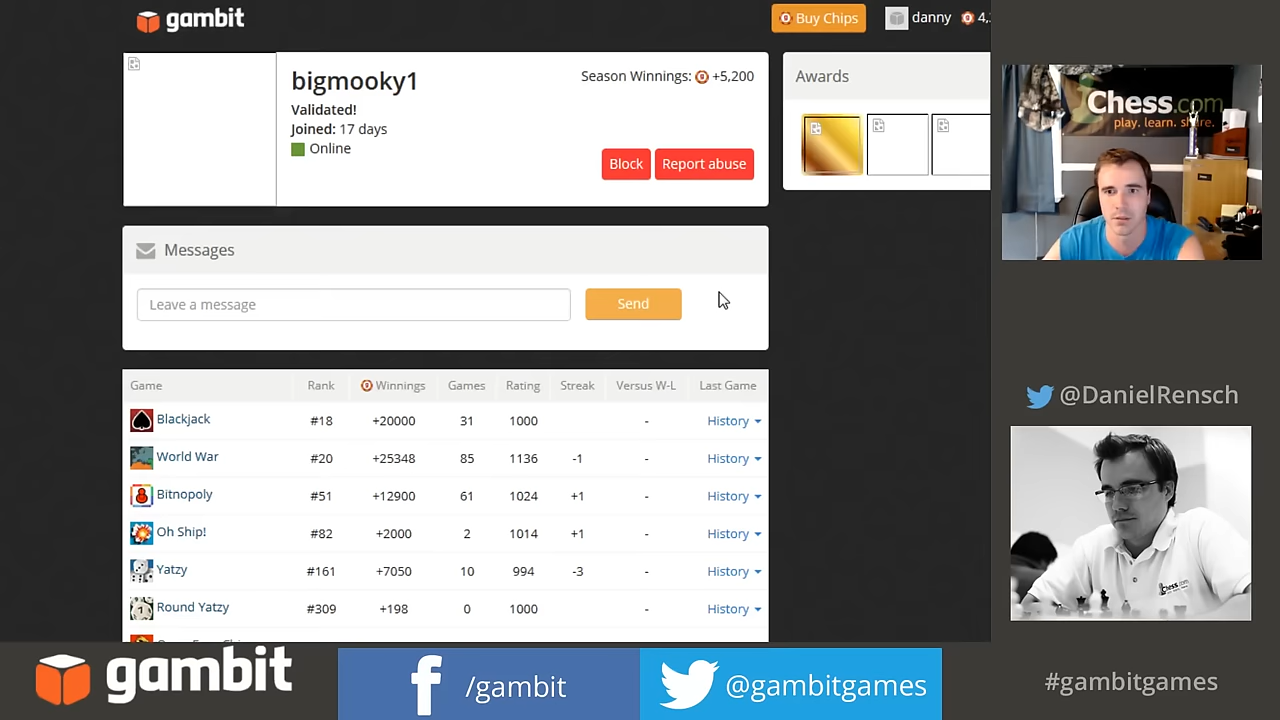 gambit
Buy Chips
danny
4,
bigmooky1
Season Winnings: +5,200
Validated!
Joined: 17 days
Online
Block
Report abuse
Awards
Chess.com
play. learn. share.
Messages
Leave a message
Send
Game Rank Winnings Games Rating Streak Versus W-L Last Game
Blackjack #18 +20000 31 1000 - History
World War #20 +25348 85 1136 -1 - History
Bitnopoly #51 +12900 61 1024 +1 - History
Oh Ship! #82 +2000 2 1014 +1 - History
Yatzy #161 +7050 10 994 -3 - History
Round Yatzy #309 +198 0 1000 - History
@DanielRensch
Chess.com
gambit
f /gambit
@gambitgames
#gambitgames